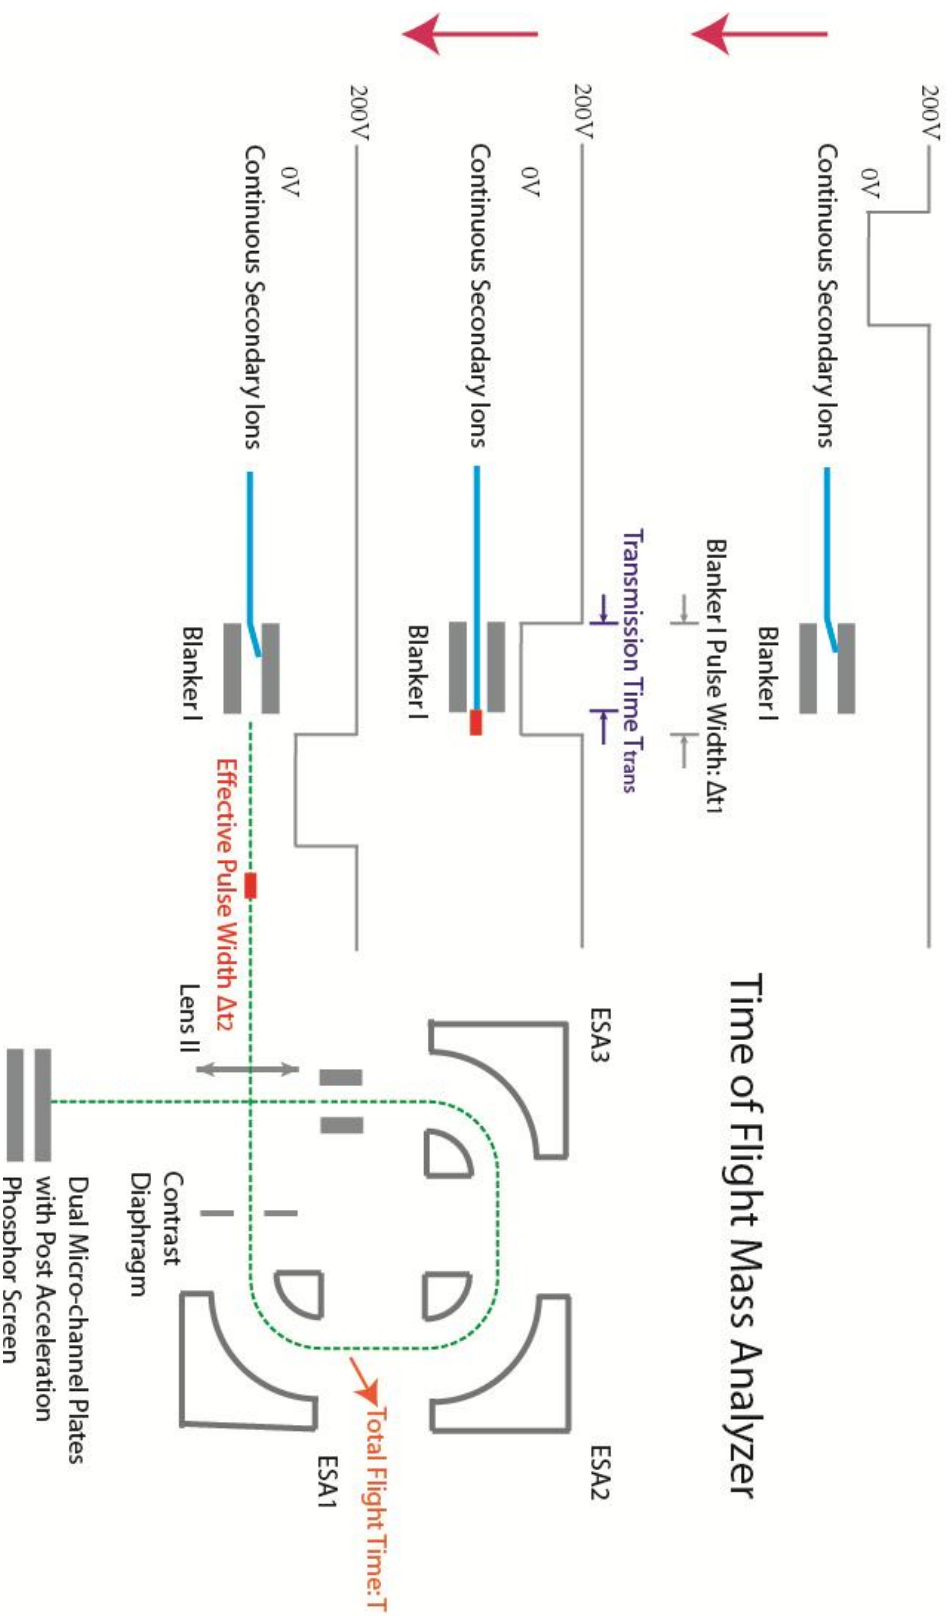 200V
0V
Continuous Secondary Ions
Blanker I
Blanker I Pulse Width: Δt1
Transmission Time Ttrans
200V
0V
Continuous Secondary Ions
Blanker I
200V
0V
Continuous Secondary Ions
Blanker I
Effective Pulse Width Δt2
Time of Flight Mass Analyzer
ESA3
ESA2
Lens II
Contrast
Diaphragm
ESA1
Total Flight Time:T
Dual Micro-channel Plates
with Post Acceleration
Phosphor Screen